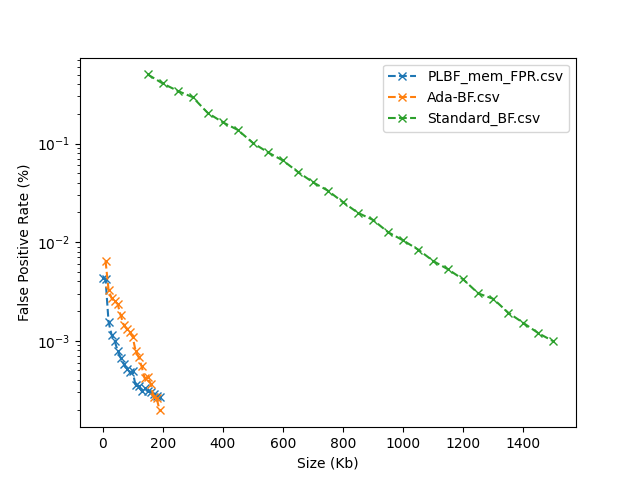 PLBF_mem_FPR.csv
Ada-BF.csv
Standard_BF.csv
False Positive Rate (%)
10⁻¹
10⁻²
10⁻³
0 200 400 600 800 1000 1200 1400
Size (Kb)